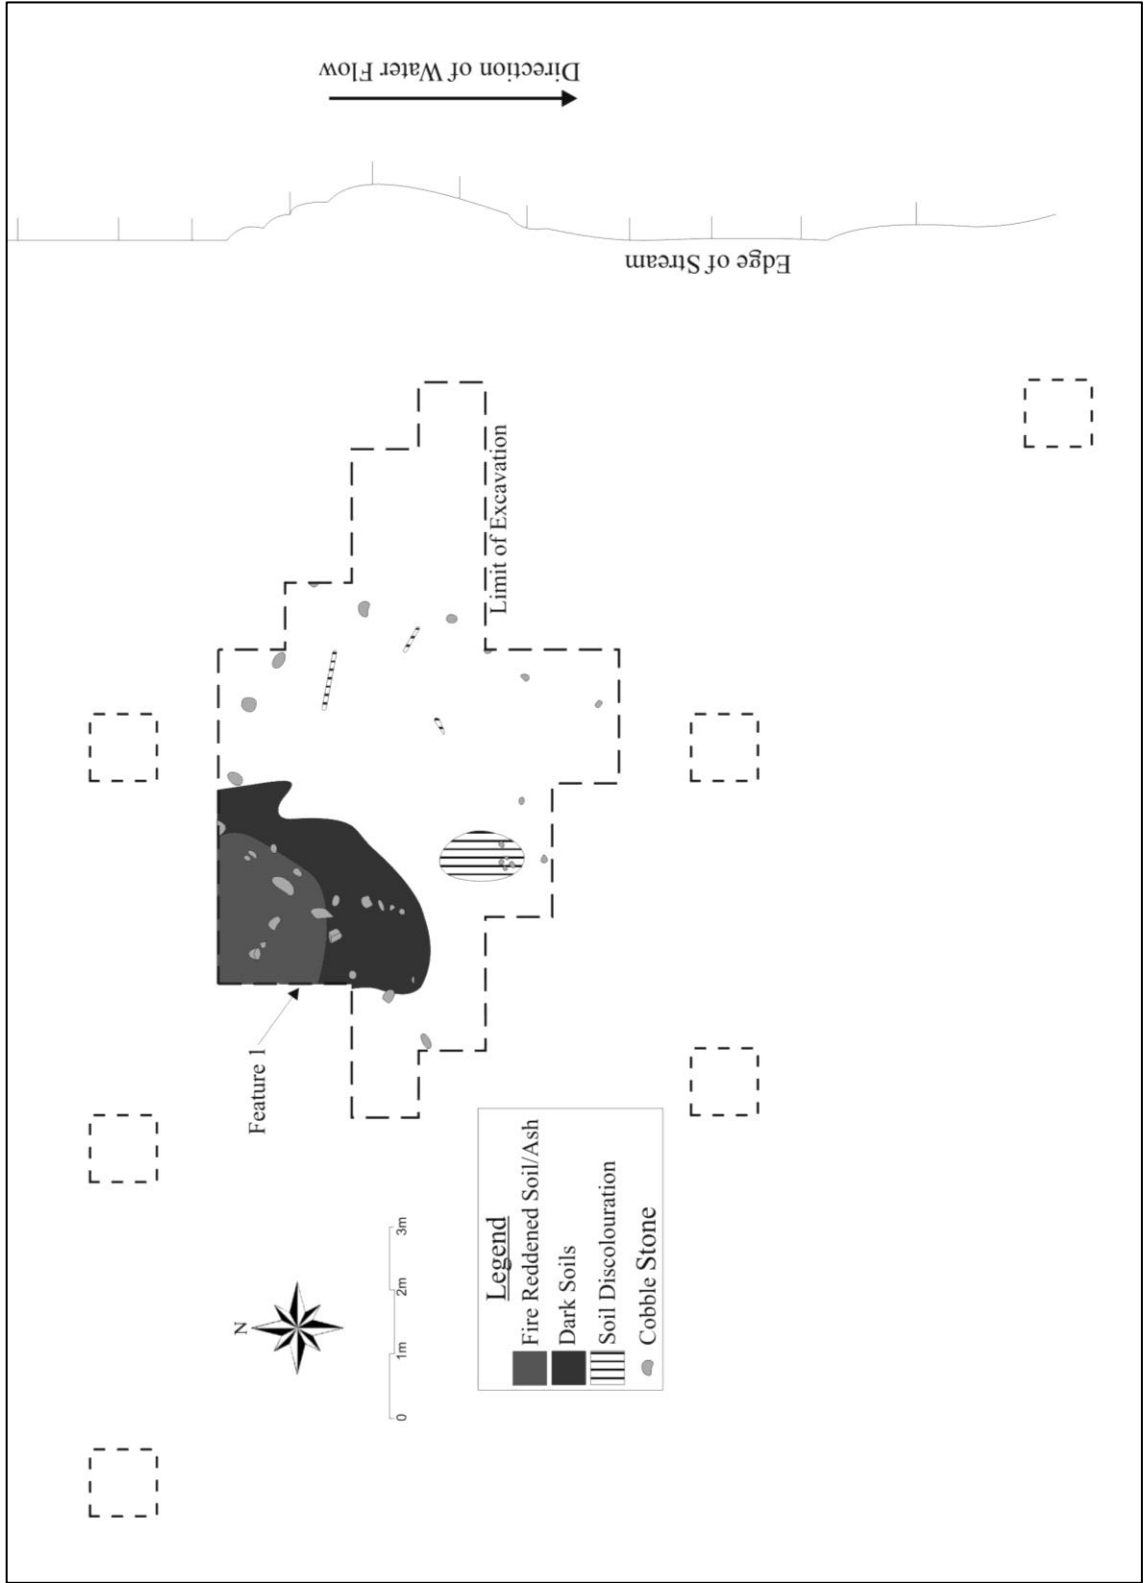 Direction of Water Flow
Edge of Stream
Limit of Excavation
Feature 1
N
0 1m 2m 3m
Legend
Fire Reddened Soil/Ash
Dark Soils
Soil Discolouration
Cobble Stone